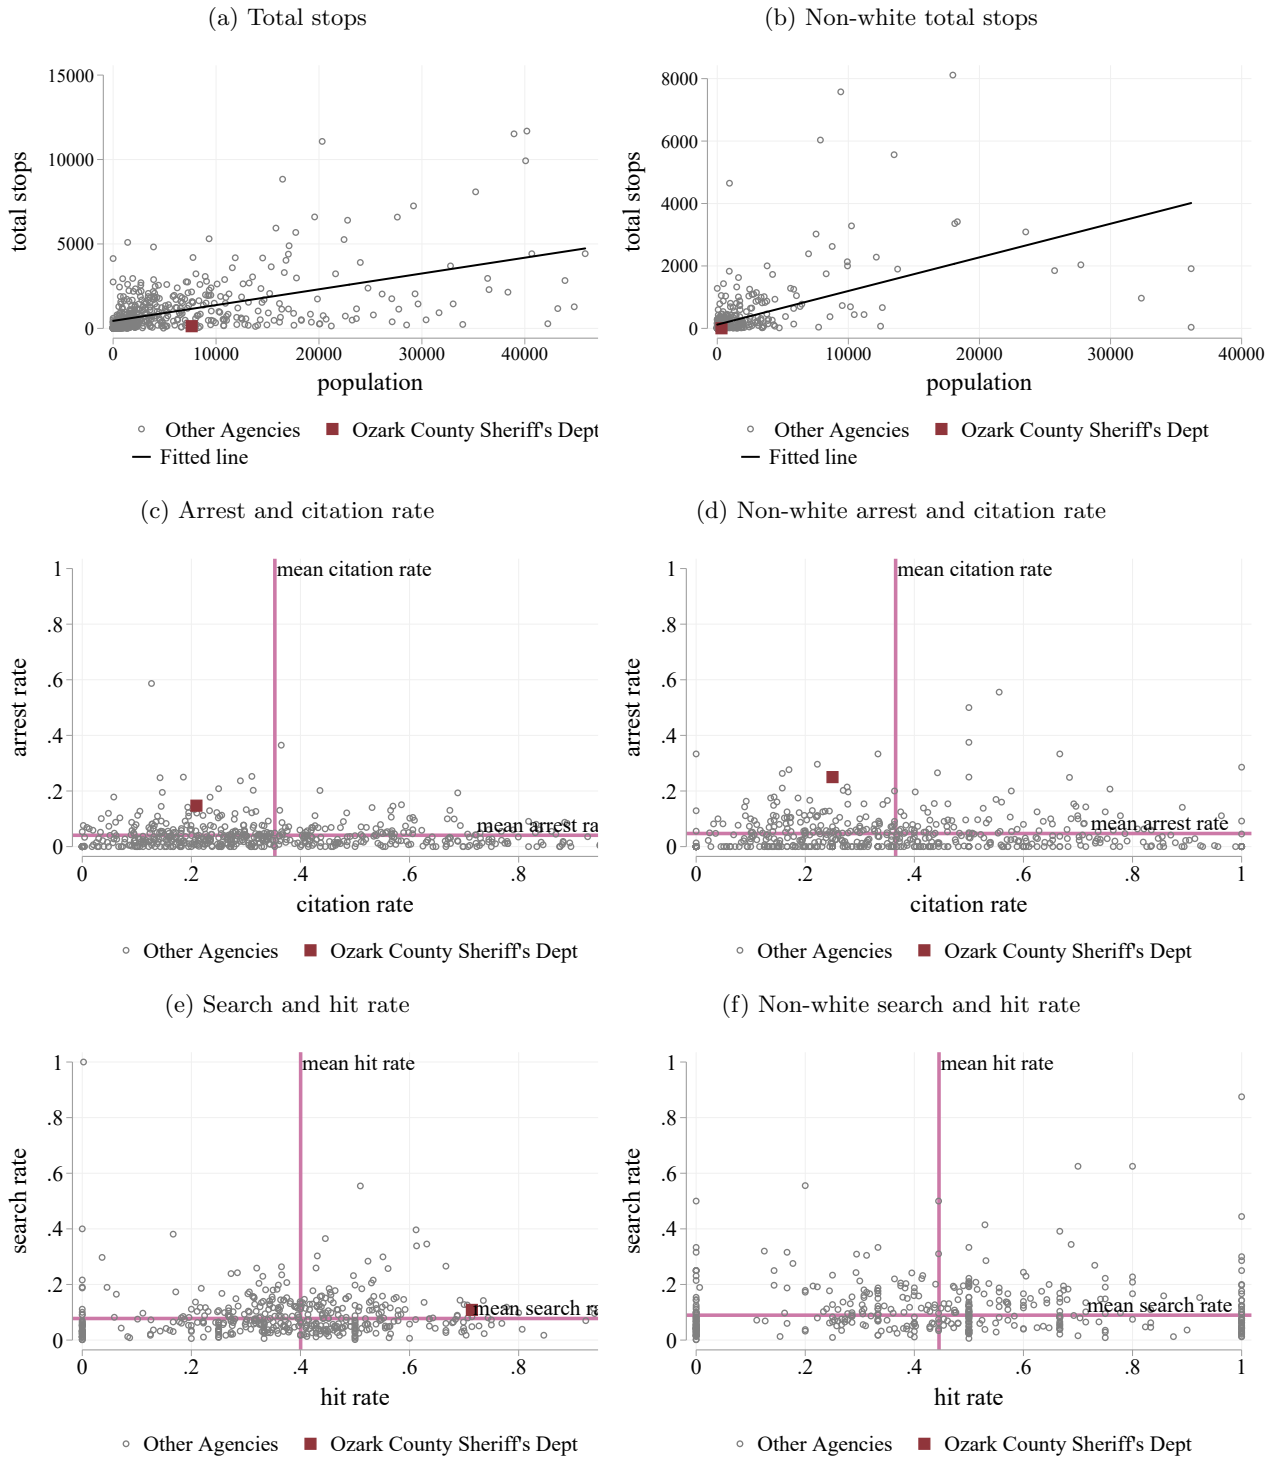 (a) Total stops
15000
10000
5000
0
total stops
0 10000 20000 30000 40000
population
Other Agencies Ozark County Sheriff's Dept
Fitted line
(b) Non-white total stops
8000
6000
4000
2000
0
total stops
0 10000 20000 30000 40000
population
Other Agencies Ozark County Sheriff's Dept
Fitted line
(c) Arrest and citation rate
mean citation rate
1
.8
.6
.4
.2
0
arrest rate
mean arrest ra
0 .2 .4 .6 .8
citation rate
Other Agencies Ozark County Sheriff's Dept
(d) Non-white arrest and citation rate
mean citation rate
1
.8
.6
.4
.2
0
arrest rate
mean arrest rate
0 .2 .4 .6 .8 1
citation rate
Other Agencies Ozark County Sheriff's Dept
(e) Search and hit rate
mean hit rate
1
.8
.6
.4
.2
0
search rate
mean search ra
0 .2 .4 .6 .8
hit rate
Other Agencies Ozark County Sheriff's Dept
(f) Non-white search and hit rate
mean hit rate
1
.8
.6
.4
.2
0
search rate
mean search rate
0 .2 .4 .6 .8 1
hit rate
Other Agencies Ozark County Sheriff's Dept